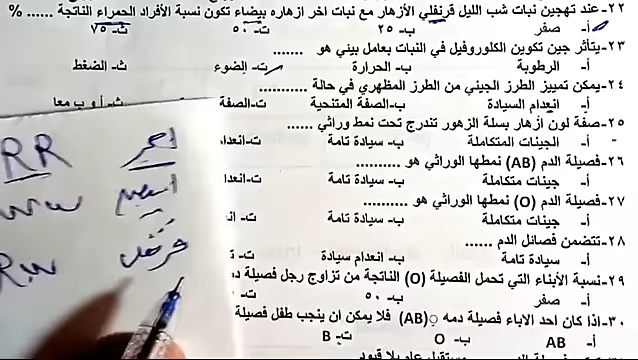 ٢٢-عند تهجين نبات شب الليل قرنفلي الأزهار مع نبات اخر ازهاره بيضاء تكون نسبة الأفراد الحمراء الناتجة ...... %
أ- صفر ب- ٢٥ ت- ٥٠ ث- ٧٥
٢٣-يتأثر جين تكوين الكلوروفيل في النبات بعامل بيئي هو .......
أ- الرطوبة ب- الحرارة ت- الضوء ث- الضغط
٢٤-يمكن تمييز الطرز الجيني من الطرز المظهري في حالة ..........
أ- انعدام السيادة ب-الصفة المتنحية ت-الصفة ث-أ و ب معا
٢٥-صفة لون ازهار بسلة الزهور تندرج تحت نمط وراثي ......
أ- الجينات المتكاملة ب- سيادة تامة ت-انعدا
٢٦-فصيلة الدم (AB) نمطها الوراثي هو ..........
أ- جينات متكاملة ب- سيادة تامة ت-انعدا
٢٧-فصيلة الدم (O) نمطها الوراثي هو ..........
أ- جينات متكاملة ب- سيادة تامة ت- ان
٢٨-تتضمن فصائل الدم ......
أ- سيادة تامة ب- انعدام سيادة ت-
٢٩-نسبة الأبناء التي تحمل الفصيلة (O) الناتجة من تزاوج رجل فصيلة د
أ- صفر ب- ٥٠ ت-
٣٠-اذا كان احد الاباء فصيلة دمه (AB) فلا يمكن ان ينجب طفل فصيلة
أ- AB ب- O ت- B
احمر RR
ابيض ww
قرنفلي Rw